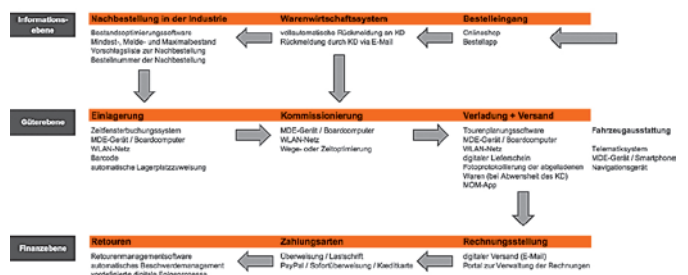 Informations-
ebene
Nachbestellung in der Industrie
Bestandsoptimierungssoftware
Mindest-, Melde- und Maximalbestand
Vorschlagsliste zur Nachbestellung
Bestellnummer der Nachbestellung
Warenwirtschaftssystem
vollautomatische Rückmeldung an KD
Rückmeldung durch KD via E-Mail
Bestelleingang
Onlineshop
Bestellapp
Güterebene
Einlagerung
Zeitfensterbuchungssystem
MDE-Gerät / Boardcomputer
WLAN-Netz
Barcode
automatische Lagerplatzzuweisung
Kommissionierung
MDE-Gerät / Boardcomputer
WLAN-Netz
Wege- oder Zeitoptimierung
Verladung + Versand
Tourenplanungssoftware
MDE-Gerät / Boardcomputer
WLAN-Netz
digitaler Lieferschein
Fotoprotokollierung der abgeladenen
Waren (bei Abwesenheit des KD)
MOM-App
Fahrzeugausstattung
Telematiksystem
MDE-Gerät / Smartphone
Navigationsgerät
Finanzebene
Retouren
Retourenmanagementsoftware
automatisches Beschwerdemanagement
Zahlungsarten
Überweisung / Lastschrift
PayPal / Sofortüberweisung / Kreditkarte
Rechnungsstellung
digitaler Versand (E-Mail)
Portal zur Verwaltung der Rechnungen